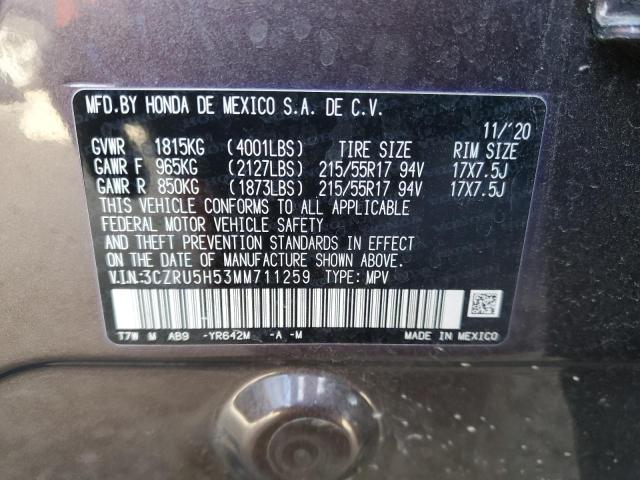 MFD.BY HONDA DE MEXICO S.A. DE C.V.
11/'20
GVWR 1815KG (4001LBS) TIRE SIZE RIM SIZE
GAWR F 965KG (2127LBS) 215/55R17 94V 17X7.5J
GAWR R 850KG (1873LBS) 215/55R17 94V 17X7.5J
THIS VEHICLE CONFORMS TO ALL APPLICABLE
FEDERAL MOTOR VEHICLE SAFETY
AND THEFT PREVENTION STANDARDS IN EFFECT
ON THE DATE OF MANUFACTURE SHOWN ABOVE.
V.I.N.:3CZRU5H53MM711259 TYPE: MPV
T7W M AB9 -YR642M -A -M MADE IN MEXICO